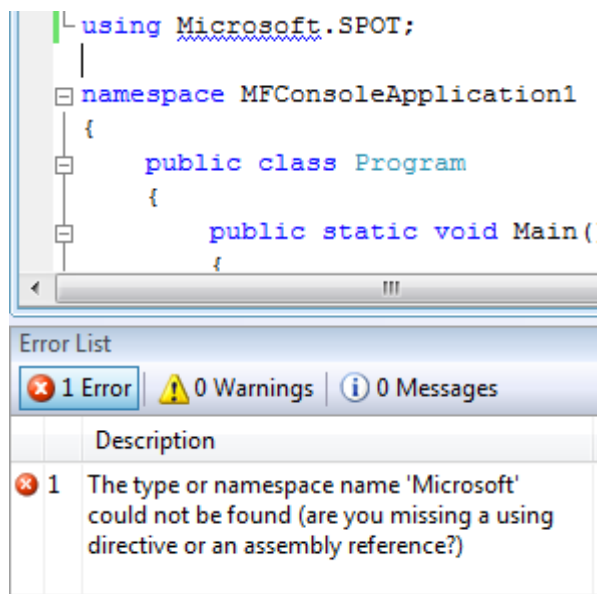 using Microsoft.SPOT;
namespace MFConsoleApplication1
{
public class Program
{
public static void Main(
{
Error List
1 Error 0 Warnings 0 Messages
Description
1 The type or namespace name 'Microsoft'
could not be found (are you missing a using
directive or an assembly reference?)